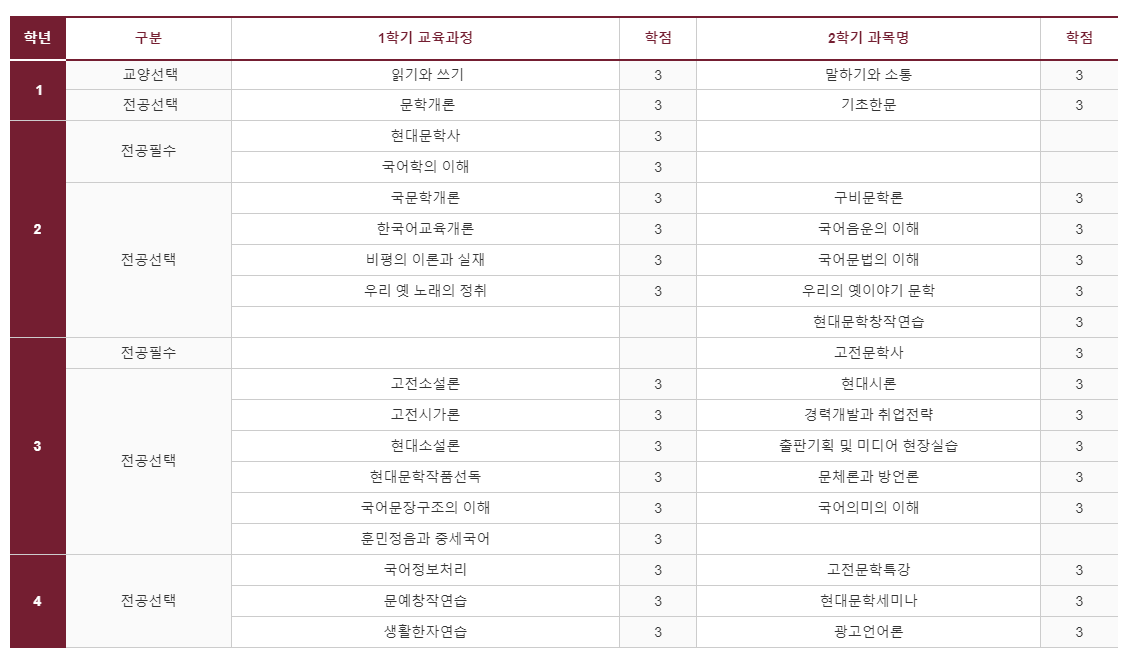 학년 구분 1학기 교육과정 학점 2학기 과목명 학점
1 교양선택 읽기와 쓰기 3 말하기와 소통 3
전공선택 문학개론 3 기초한문 3
2 전공필수 현대문학사 3
국어학의 이해 3
전공선택 국문학개론 3 구비문학론 3
한국어교육개론 3 국어음운의 이해 3
비평의 이론과 실재 3 국어문법의 이해 3
우리 옛 노래의 정취 3 우리의 옛이야기 문학 3
현대문학창작연습 3
3 전공필수 고전문학사 3
전공선택 고전소설론 3 현대시론 3
고전시가론 3 경력개발과 취업전략 3
현대소설론 3 출판기획 및 미디어 현장실습 3
현대문학작품선독 3 문체론과 방언론 3
국어문장구조의 이해 3 국어의미의 이해 3
훈민정음과 중세국어 3
4 전공선택 국어정보처리 3 고전문학특강 3
문예창작연습 3 현대문학세미나 3
생활한자연습 3 광고언어론 3